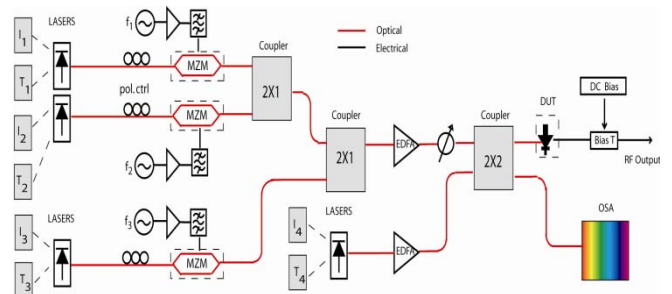 I1
LASERS
f1
T1
MZM
Coupler
2X1
Optical
Electrical
pol.ctrl
I2
MZM
T2
f2
Coupler
2X1
EDFA
Coupler
2X2
DUT
DC Bias
Bias T
RF Output
I3
LASERS
f3
T3
MZM
I4
LASERS
T4
EDFA
OSA